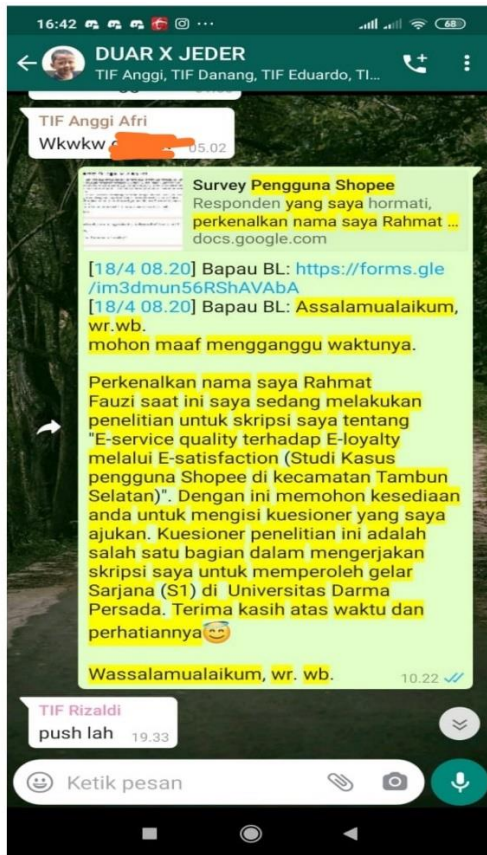 16:42
68
DUAR X JEDER
TIF Anggi, TIF Danang, TIF Eduardo, TI...
TIF Anggi Afri
Wkwkw
05.02
Survey Pengguna Shopee
Responden yang saya hormati,
perkenalkan nama saya Rahmat ...
docs.google.com
[18/4 08.20] Bapau BL: https://forms.gle
/im3dmun56RShAVAbA
[18/4 08.20] Bapau BL: Assalamualaikum,
wr.wb.
mohon maaf mengganggu waktunya.
Perkenalkan nama saya Rahmat
Fauzi saat ini saya sedang melakukan
penelitian untuk skripsi saya tentang
"E-service quality terhadap E-loyalty
melalui E-satisfaction (Studi Kasus
pengguna Shopee di kecamatan Tambun
Selatan)". Dengan ini memohon kesediaan
anda untuk mengisi kuesioner yang saya
ajukan. Kuesioner penelitian ini adalah
salah satu bagian dalam mengerjakan
skripsi saya untuk memperoleh gelar
Sarjana (S1) di Universitas Darma
Persada. Terima kasih atas waktu dan
perhatiannya😇
Wassalamualaikum, wr. wb.
10.22
TIF Rizaldi
push lah 19.33
Ketik pesan